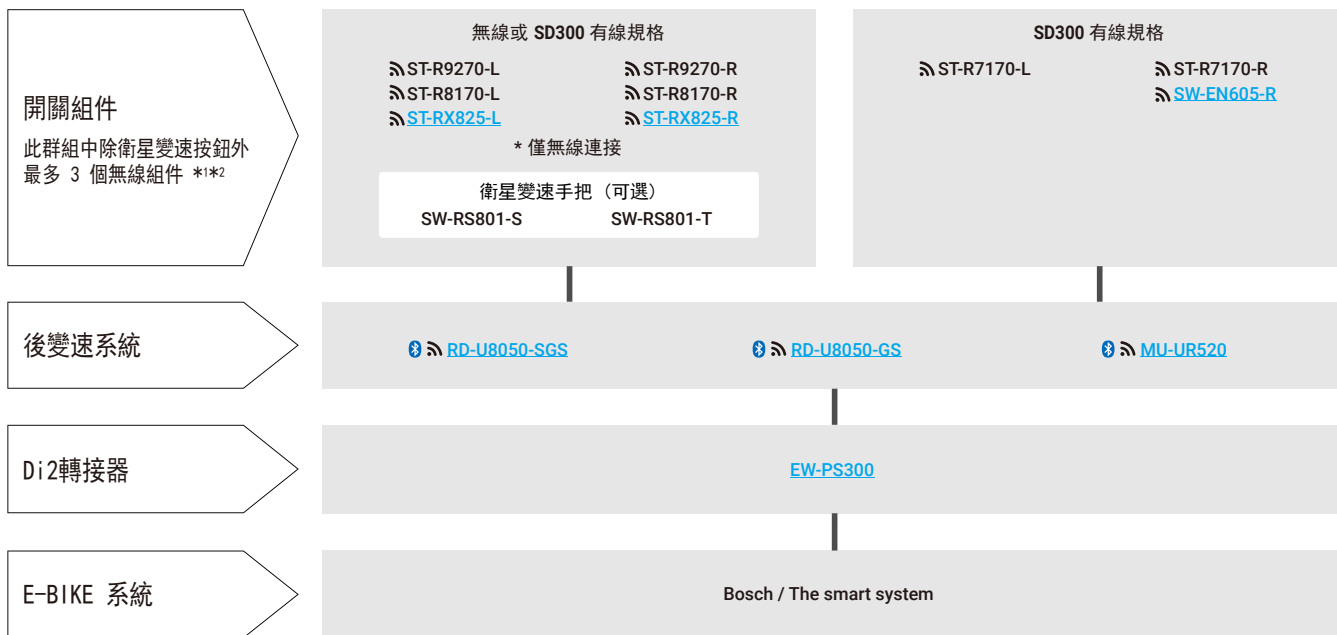 開關組件
此群組中除衛星變速按鈕外
最多 3 個無線組件 *1*2
無線或 SD300 有線規格
ST-R9270-L ST-R9270-R
ST-R8170-L ST-R8170-R
ST-RX825-L ST-RX825-R
* 僅無線連接
衛星變速手把（可選）
SW-RS801-S SW-RS801-T
SD300 有線規格
ST-R7170-L ST-R7170-R
SW-EN605-R
後變速系統
RD-U8050-SGS RD-U8050-GS MU-UR520
Di2轉接器
EW-PS300
E-BIKE 系統
Bosch / The smart system